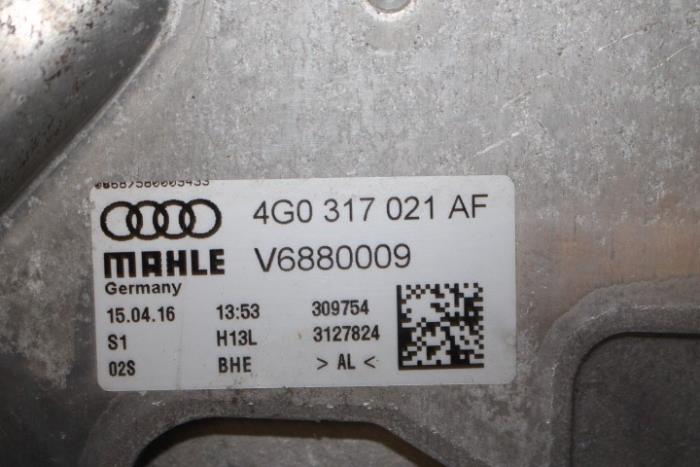 4G0 317 021 AF
MAHLE V6880009
Germany
15.04.16 13:53 309754
S1 H13L 3127824
02S BHE > AL <